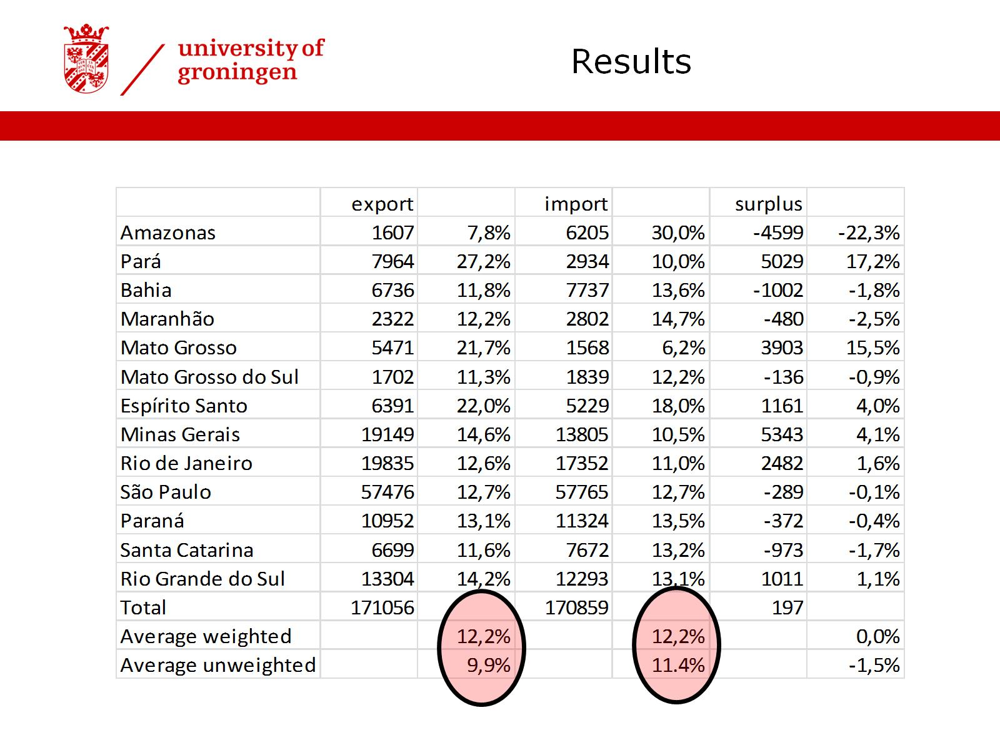 university of
groningen
Results
export import surplus
Amazonas 1607 7,8% 6205 30,0% -4599 -22,3%
Pará 7964 27,2% 2934 10,0% 5029 17,2%
Bahia 6736 11,8% 7737 13,6% -1002 -1,8%
Maranhão 2322 12,2% 2802 14,7% -480 -2,5%
Mato Grosso 5471 21,7% 1568 6,2% 3903 15,5%
Mato Grosso do Sul 1702 11,3% 1839 12,2% -136 -0,9%
Espírito Santo 6391 22,0% 5229 18,0% 1161 4,0%
Minas Gerais 19149 14,6% 13805 10,5% 5343 4,1%
Rio de Janeiro 19835 12,6% 17352 11,0% 2482 1,6%
São Paulo 57476 12,7% 57765 12,7% -289 -0,1%
Paraná 10952 13,1% 11324 13,5% -372 -0,4%
Santa Catarina 6699 11,6% 7672 13,2% -973 -1,7%
Rio Grande do Sul 13304 14,2% 12293 13,1% 1011 1,1%
Total 171056 170859 197
Average weighted 12,2% 12,2% 0,0%
Average unweighted 9,9% 11.4% -1,5%